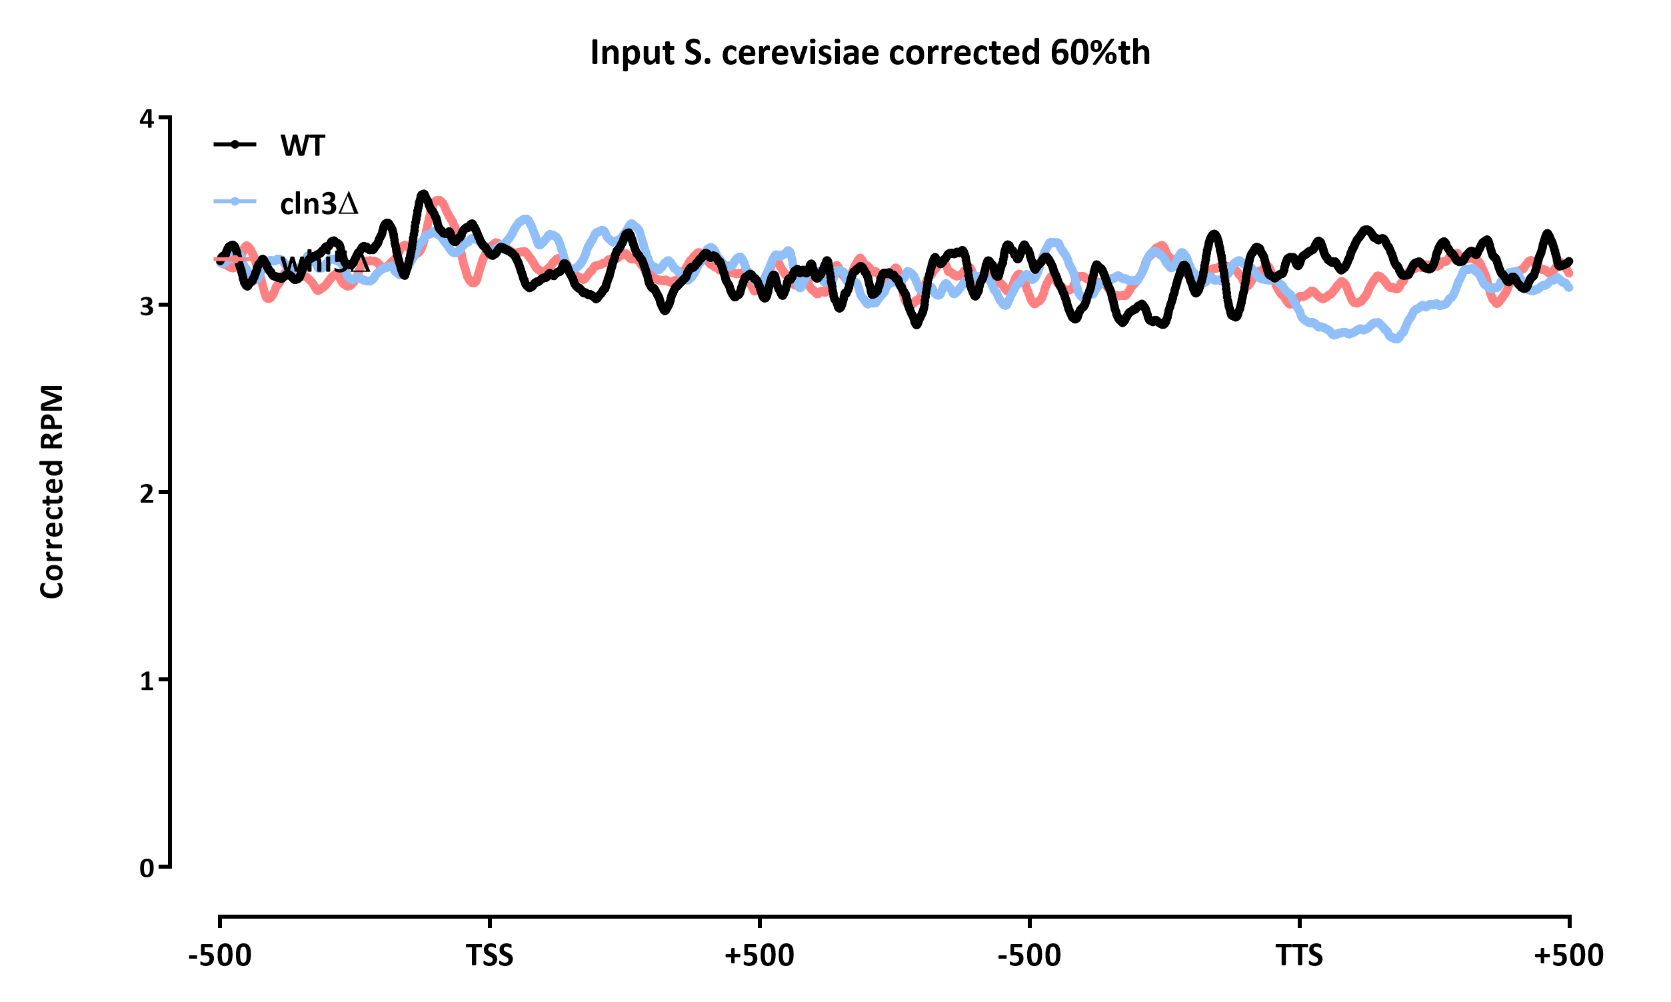 Input S. cerevisiae corrected 60%th
4
WT
cln3Δ
whi5Δ
3
2
1
0
Corrected RPM
-500
TSS
+500
-500
TTS
+500